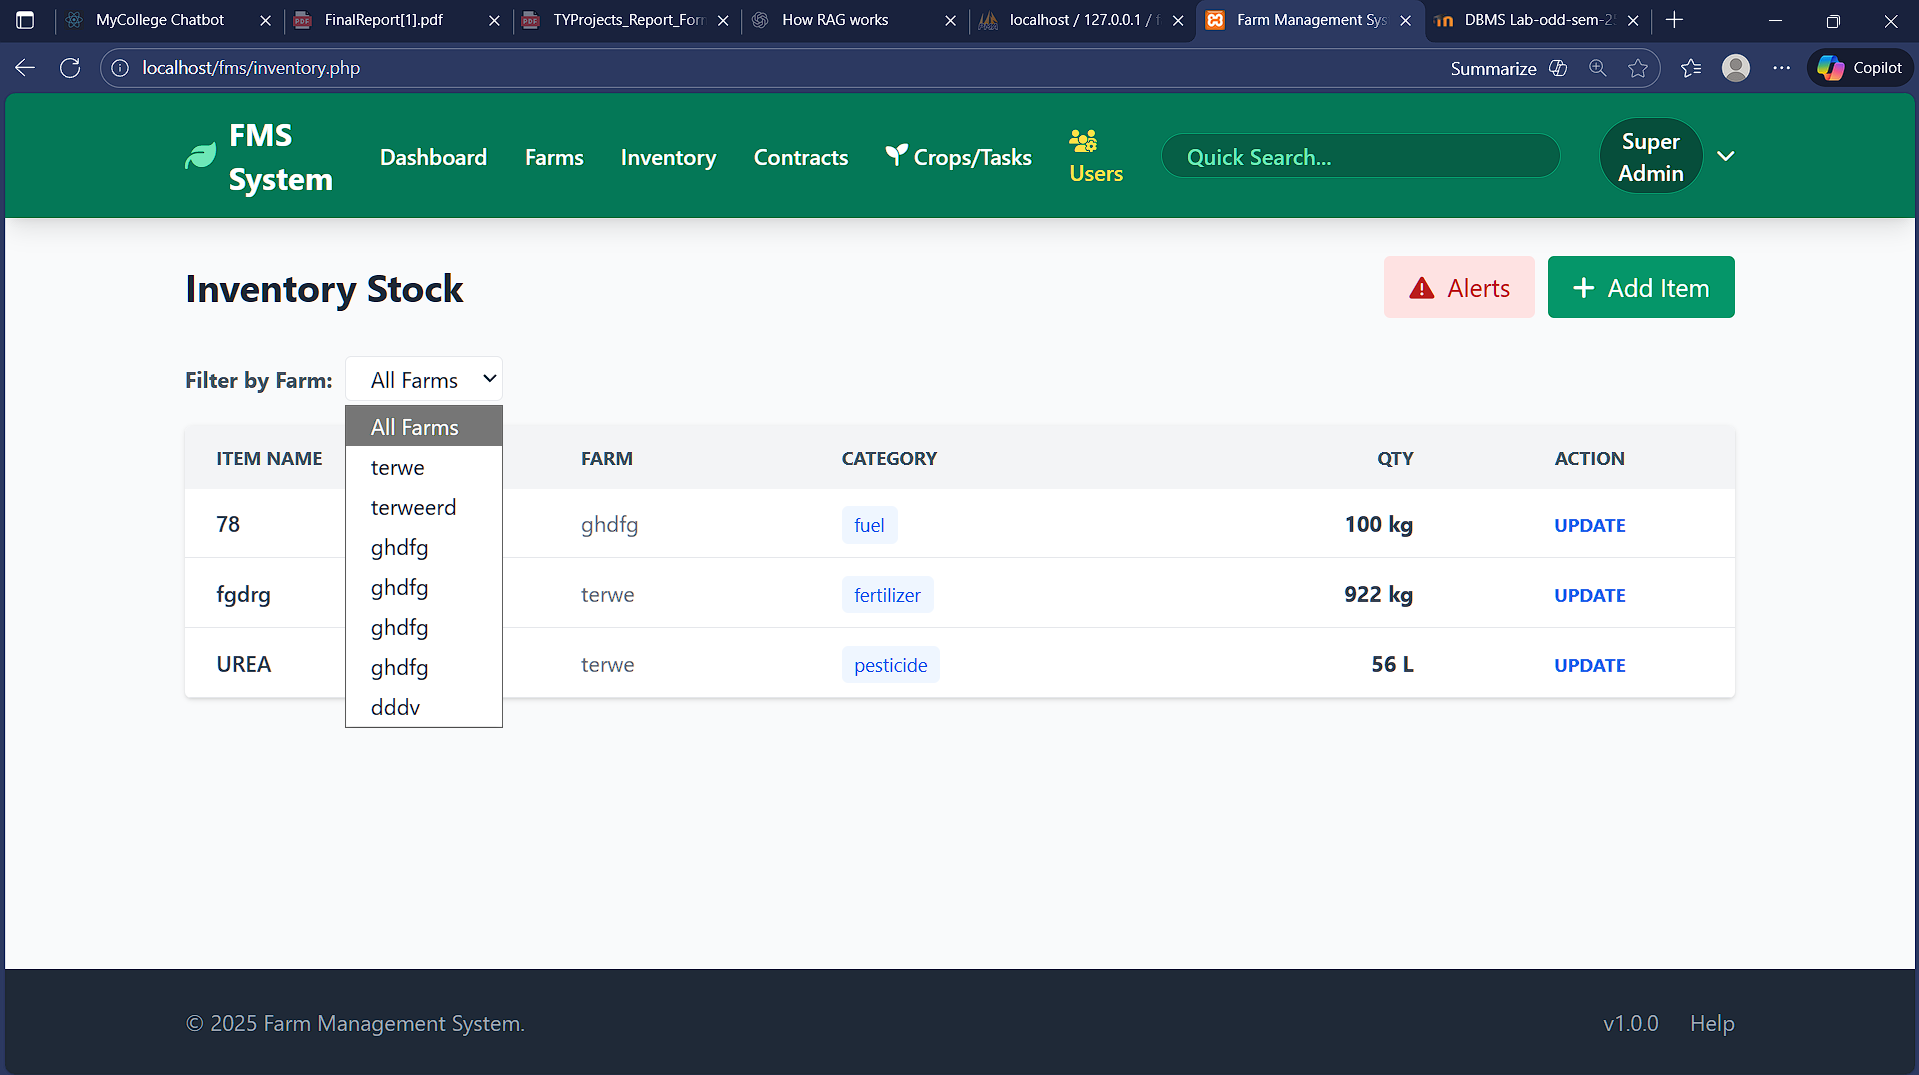 MyCollege Chatbot
FinalReport[1].pdf
TYProjects_Report_Forr
How RAG works
localhost / 127.0.0.1 / f
Farm Management Sys
DBMS Lab-odd-sem-25
localhost/fms/inventory.php
Summarize
Copilot
FMS
System
Dashboard
Farms
Inventory
Contracts
Crops/Tasks
Users
Quick Search...
Super
Admin
Inventory Stock
Alerts
+ Add Item
Filter by Farm:
All Farms
All Farms
terwe
terweerd
ghdfg
ghdfg
ghdfg
ghdfg
dddv
ITEM NAME FARM CATEGORY QTY ACTION
78 ghdfg fuel 100 kg UPDATE
fgdrg terwe fertilizer 922 kg UPDATE
UREA terwe pesticide 56 L UPDATE
© 2025 Farm Management System.
v1.0.0 Help